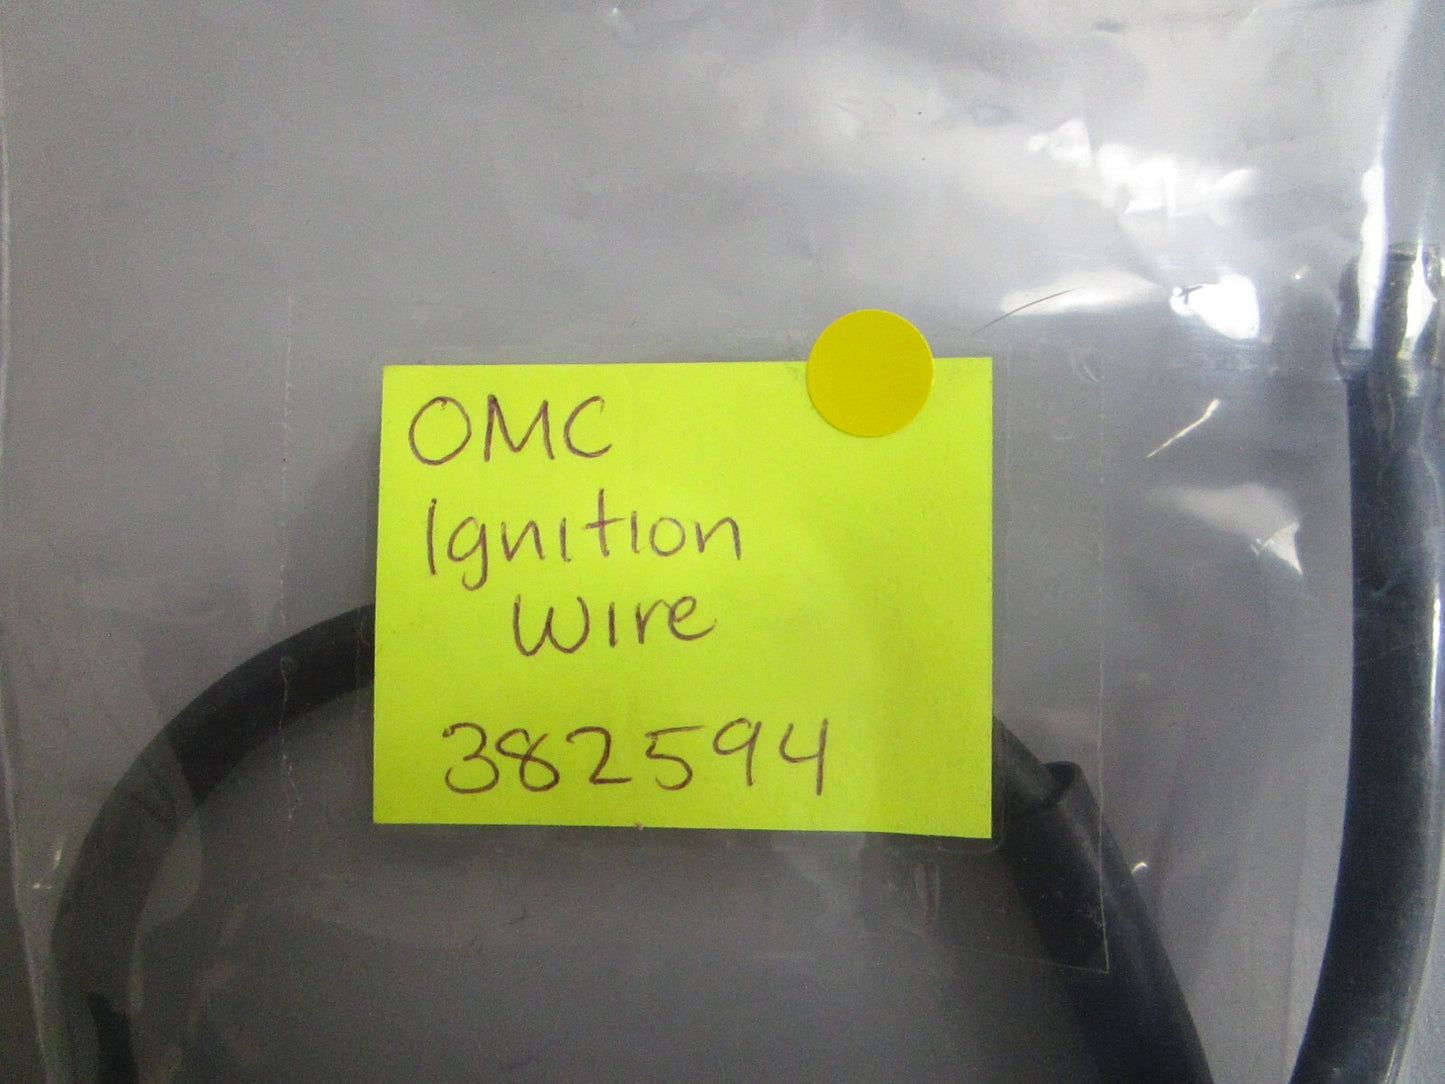 OMC
Ignition
Wire
382594